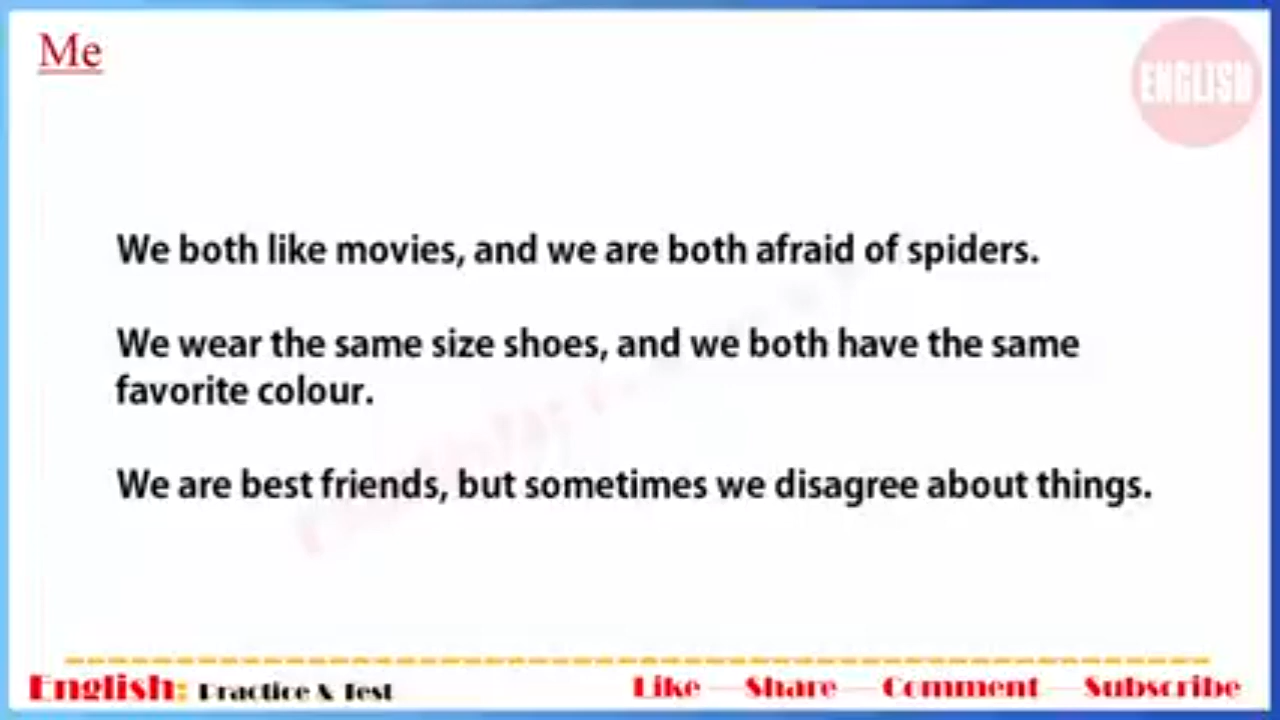 Me
ENGLISH
We both like movies, and we are both afraid of spiders.
We wear the same size shoes, and we both have the same
favorite colour.
We are best friends, but sometimes we disagree about things.
English: Practice & Test
Like — Share — Comment — Subscribe